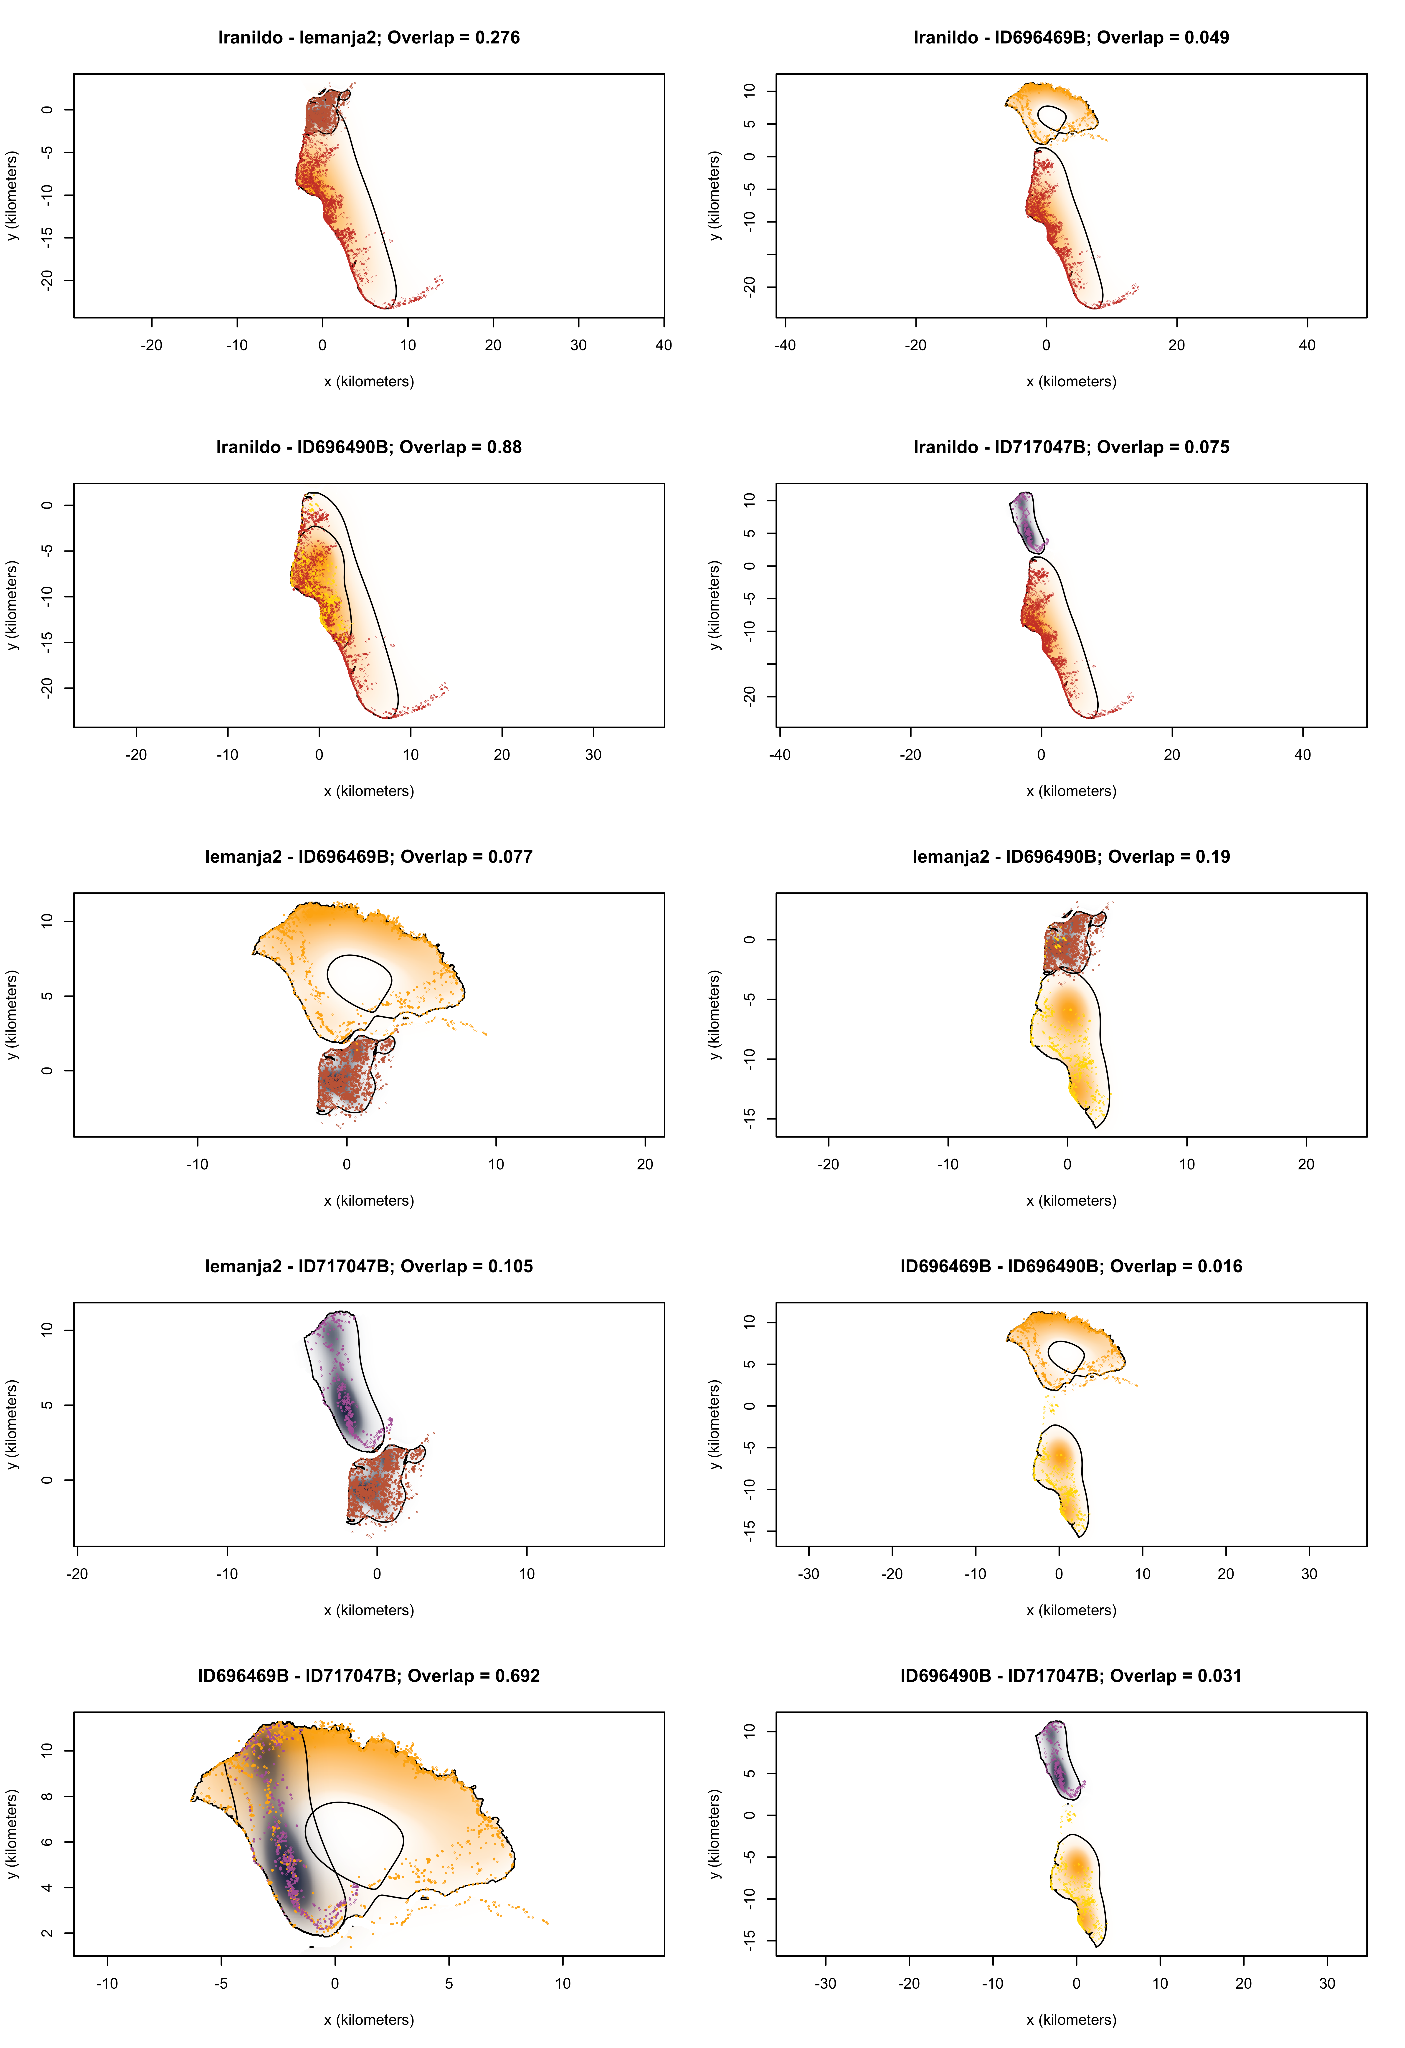 Iranildo - Iemanja2; Overlap = 0.276
y (kilometers)
0
-5
-10
-15
-20
-20 -10 0 10 20 30 40
x (kilometers)
Iranildo - ID696469B; Overlap = 0.049
y (kilometers)
10
5
0
-5
-10
-20
-40 -20 0 20 40
x (kilometers)
Iranildo - ID696490B; Overlap = 0.88
y (kilometers)
0
-5
-10
-15
-20
-20 -10 0 10 20 30
x (kilometers)
Iranildo - ID717047B; Overlap = 0.075
y (kilometers)
10
5
0
-5
-10
-20
-40 -20 0 20 40
x (kilometers)
Iemanja2 - ID696469B; Overlap = 0.077
y (kilometers)
10
5
0
-10 0 10 20
x (kilometers)
Iemanja2 - ID696490B; Overlap = 0.19
y (kilometers)
0
-5
-10
-15
-20 -10 0 10 20
x (kilometers)
Iemanja2 - ID717047B; Overlap = 0.105
y (kilometers)
10
5
0
-20 -10 0 10
x (kilometers)
ID696469B - ID696490B; Overlap = 0.016
y (kilometers)
10
5
0
-5
-10
-15
-30 -20 -10 0 10 20 30
x (kilometers)
ID696469B - ID717047B; Overlap = 0.692
y (kilometers)
10
8
6
4
2
-10 -5 0 5 10
x (kilometers)
ID696490B - ID717047B; Overlap = 0.031
y (kilometers)
10
5
0
-5
-10
-15
-30 -20 -10 0 10 20 30
x (kilometers)